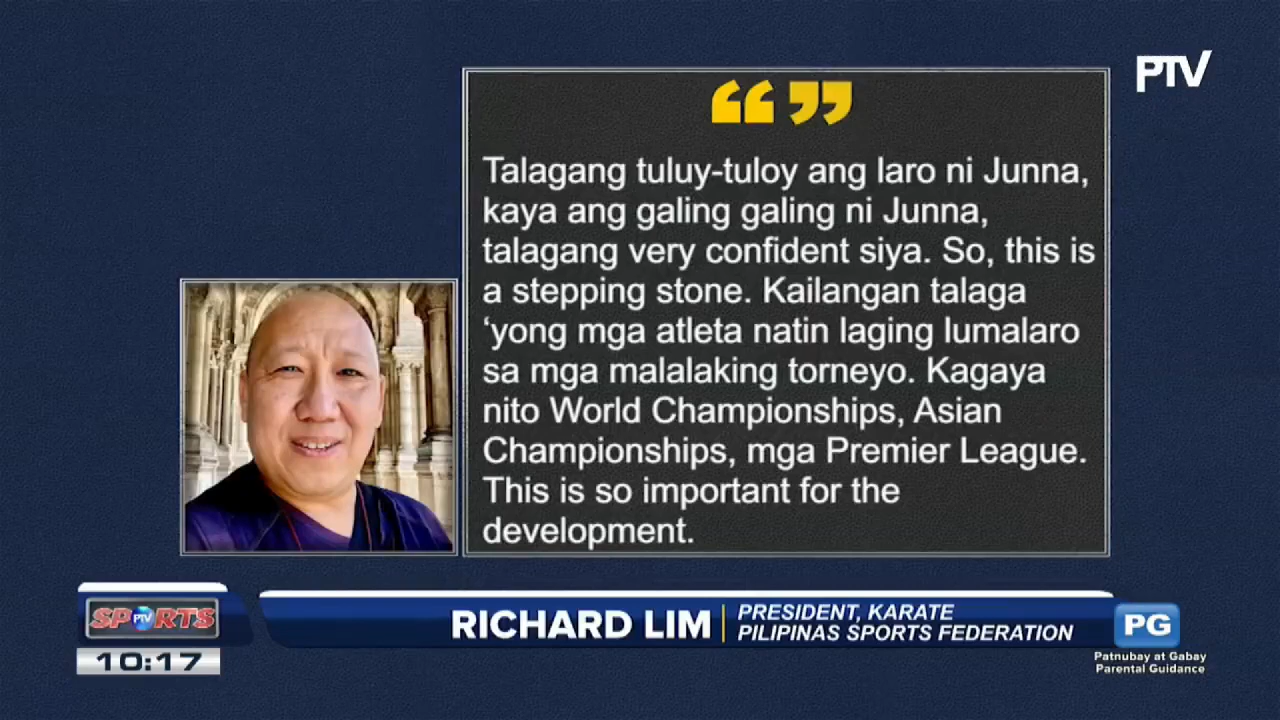 PTV
“ ”
Talagang tuluy-tuloy ang laro ni Junna,
kaya ang galing galing ni Junna,
talagang very confident siya. So, this is
a stepping stone. Kailangan talaga
‘yong mga atleta natin laging lumalaro
sa mga malalaking torneyo. Kagaya
nito World Championships, Asian
Championships, mga Premier League.
This is so important for the
development.
SPORTS
PTV
10:17
RICHARD LIM
PRESIDENT, KARATE
PILIPINAS SPORTS FEDERATION
PG
Patnubay at Gabay
Parental Guidance